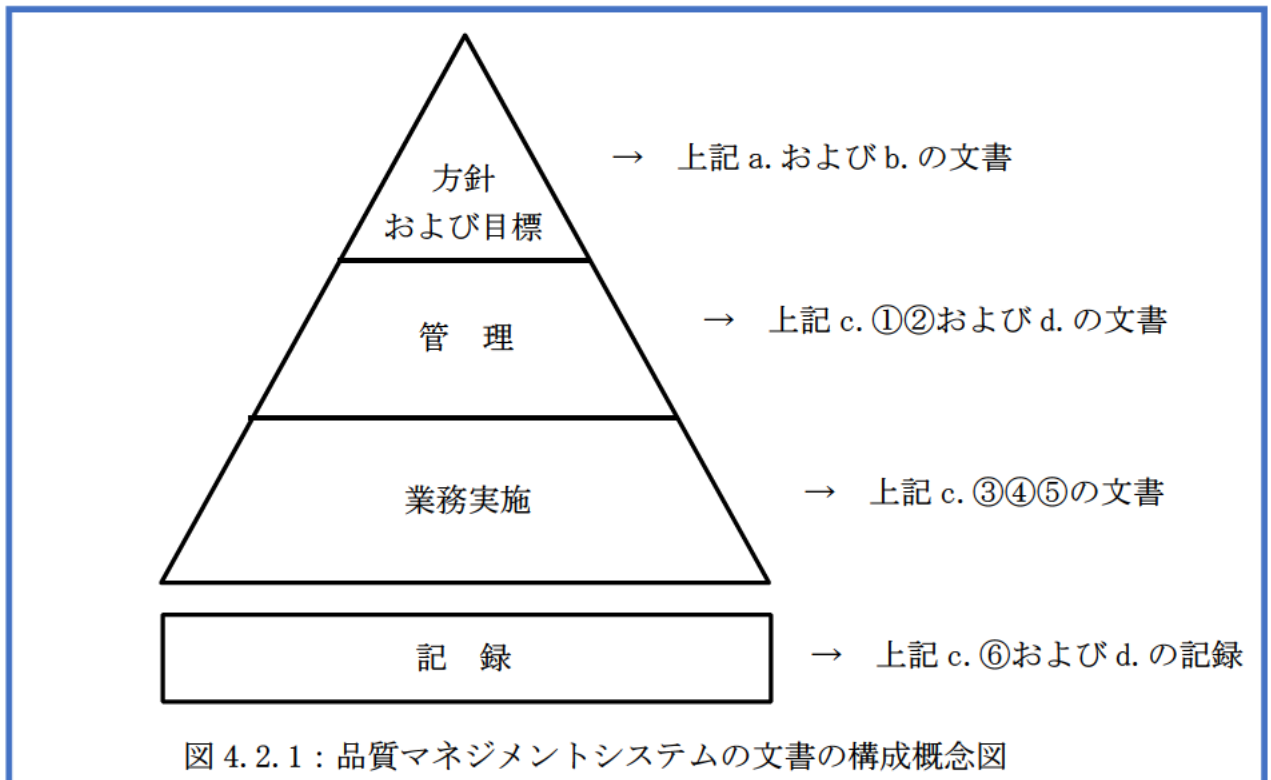 方針
および目標
→ 上記 a. および b. の文書
管 理
→ 上記 c. ①②および d. の文書
業務実施
→ 上記 c. ③④⑤の文書
記 録
→ 上記 c. ⑥および d. の記録
図 4.2.1：品質マネジメントシステムの文書の構成概念図